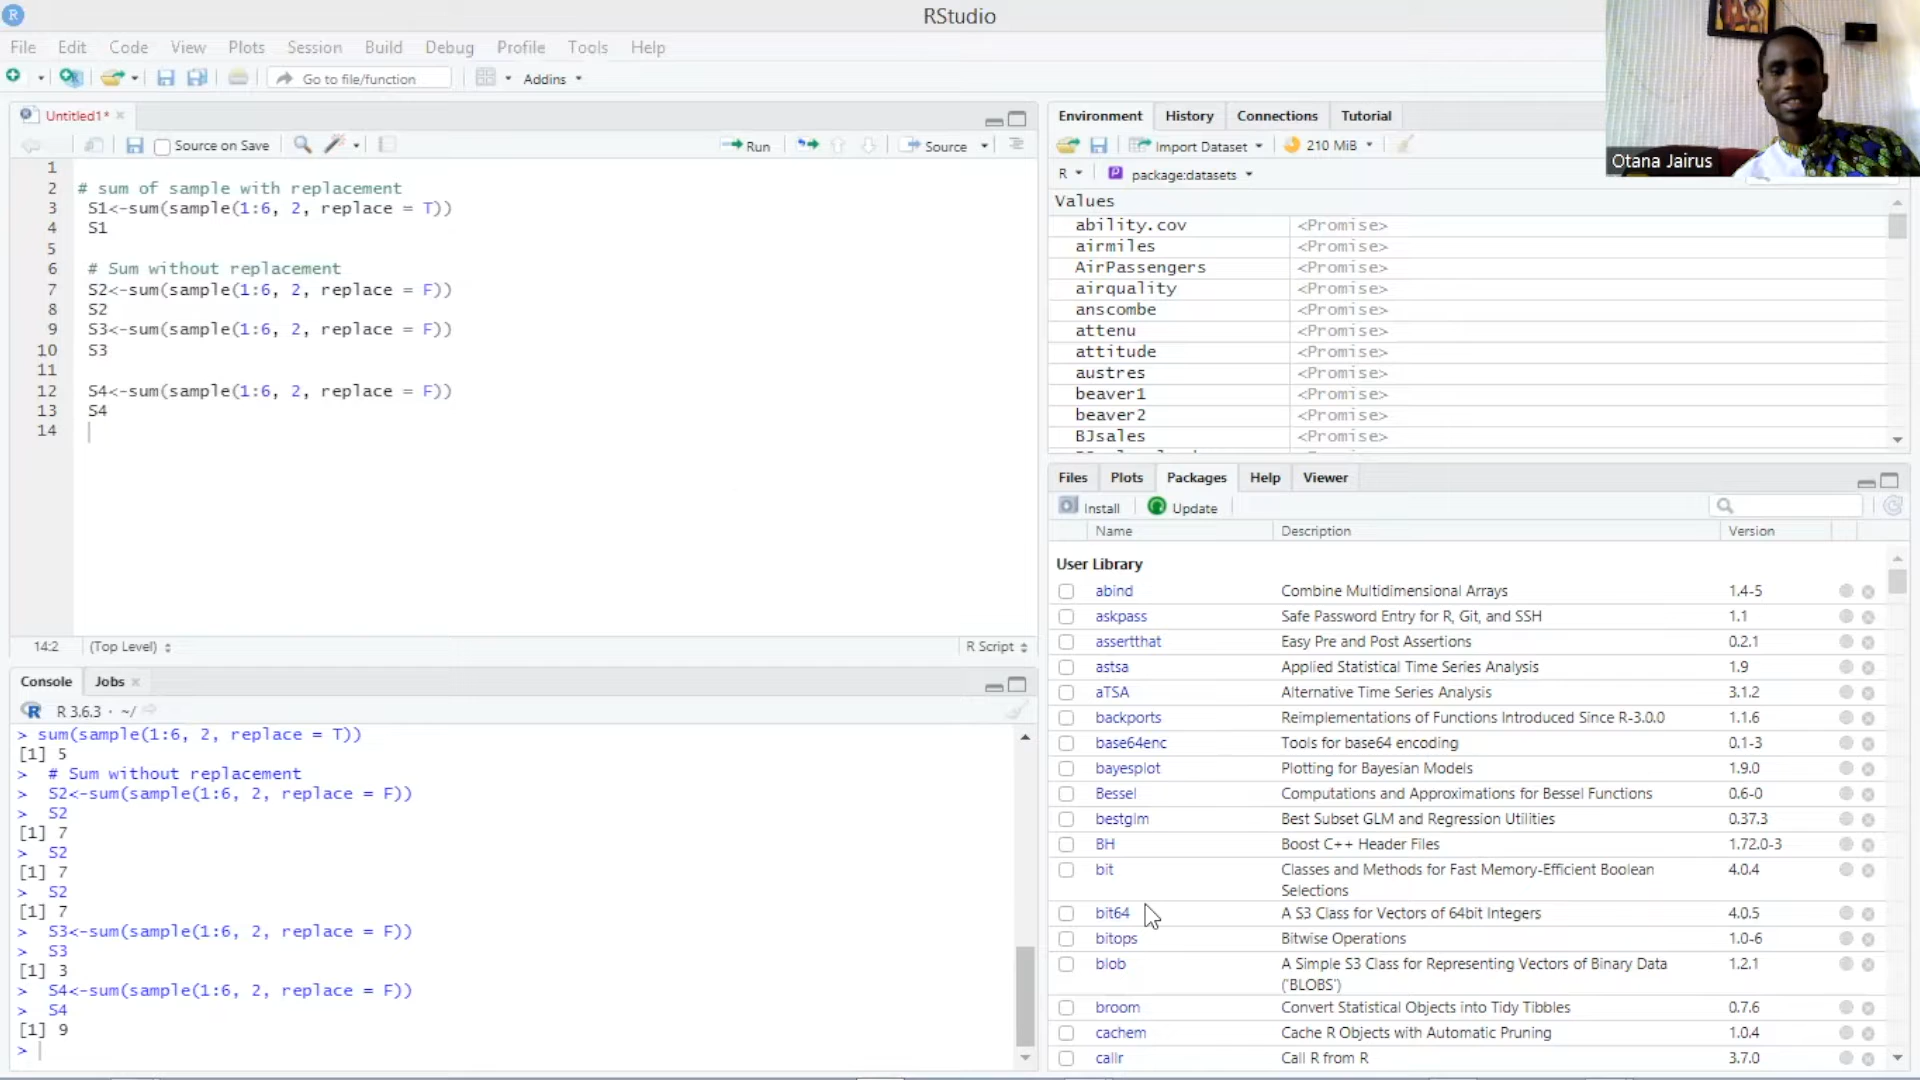 RStudio
File Edit Code View Plots Session Build Debug Profile Tools Help
Go to file/function Addins
Untitled1*
Source on Save Run Source
1
2 # sum of sample with replacement
3 S1<-sum(sample(1:6, 2, replace = T))
4 S1
5
6 # Sum without replacement
7 S2<-sum(sample(1:6, 2, replace = F))
8 S2
9 S3<-sum(sample(1:6, 2, replace = F))
10 S3
11
12 S4<-sum(sample(1:6, 2, replace = F))
13 S4
14
14:2 (Top Level) R Script
Console Jobs
R 3.6.3 · ~/
> sum(sample(1:6, 2, replace = T))
[1] 5
> # Sum without replacement
> S2<-sum(sample(1:6, 2, replace = F))
> S2
[1] 7
> S2
[1] 7
> S2
[1] 7
> S3<-sum(sample(1:6, 2, replace = F))
> S3
[1] 3
> S4<-sum(sample(1:6, 2, replace = F))
> S4
[1] 9
>
Environment History Connections Tutorial
Import Dataset 210 MiB
R package:datasets
Otana Jairus
Values
ability.cov <Promise>
airmiles <Promise>
AirPassengers <Promise>
airquality <Promise>
anscombe <Promise>
attenu <Promise>
attitude <Promise>
austres <Promise>
beaver1 <Promise>
beaver2 <Promise>
BJsales <Promise>
Files Plots Packages Help Viewer
Install Update
Name Description Version
User Library
abind Combine Multidimensional Arrays 1.4-5
askpass Safe Password Entry for R, Git, and SSH 1.1
assertthat Easy Pre and Post Assertions 0.2.1
astsa Applied Statistical Time Series Analysis 1.9
aTSA Alternative Time Series Analysis 3.1.2
backports Reimplementations of Functions Introduced Since R-3.0.0 1.1.6
base64enc Tools for base64 encoding 0.1-3
bayesplot Plotting for Bayesian Models 1.9.0
Bessel Computations and Approximations for Bessel Functions 0.6-0
bestglm Best Subset GLM and Regression Utilities 0.37.3
BH Boost C++ Header Files 1.72.0-3
bit Classes and Methods for Fast Memory-Efficient Boolean 4.0.4
Selections
bit64 A S3 Class for Vectors of 64bit Integers 4.0.5
bitops Bitwise Operations 1.0-6
blob A Simple S3 Class for Representing Vectors of Binary Data 1.2.1
('BLOBS')
broom Convert Statistical Objects into Tidy Tibbles 0.7.6
cachem Cache R Objects with Automatic Pruning 1.0.4
callr Call R from R 3.7.0